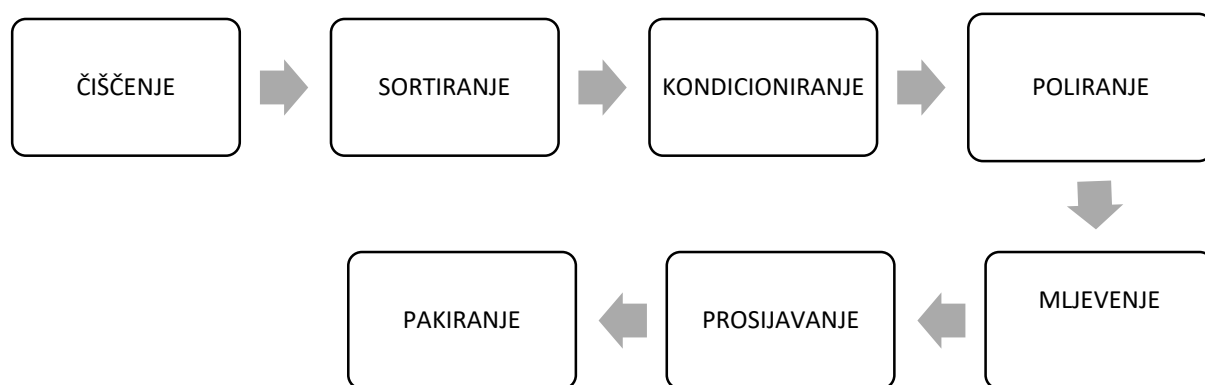 ČIŠČENJE
SORTIRANJE
KONDICIONIRANJE
POLIRANJE
MLJEVENJE
PROSIJAVANJE
PAKIRANJE